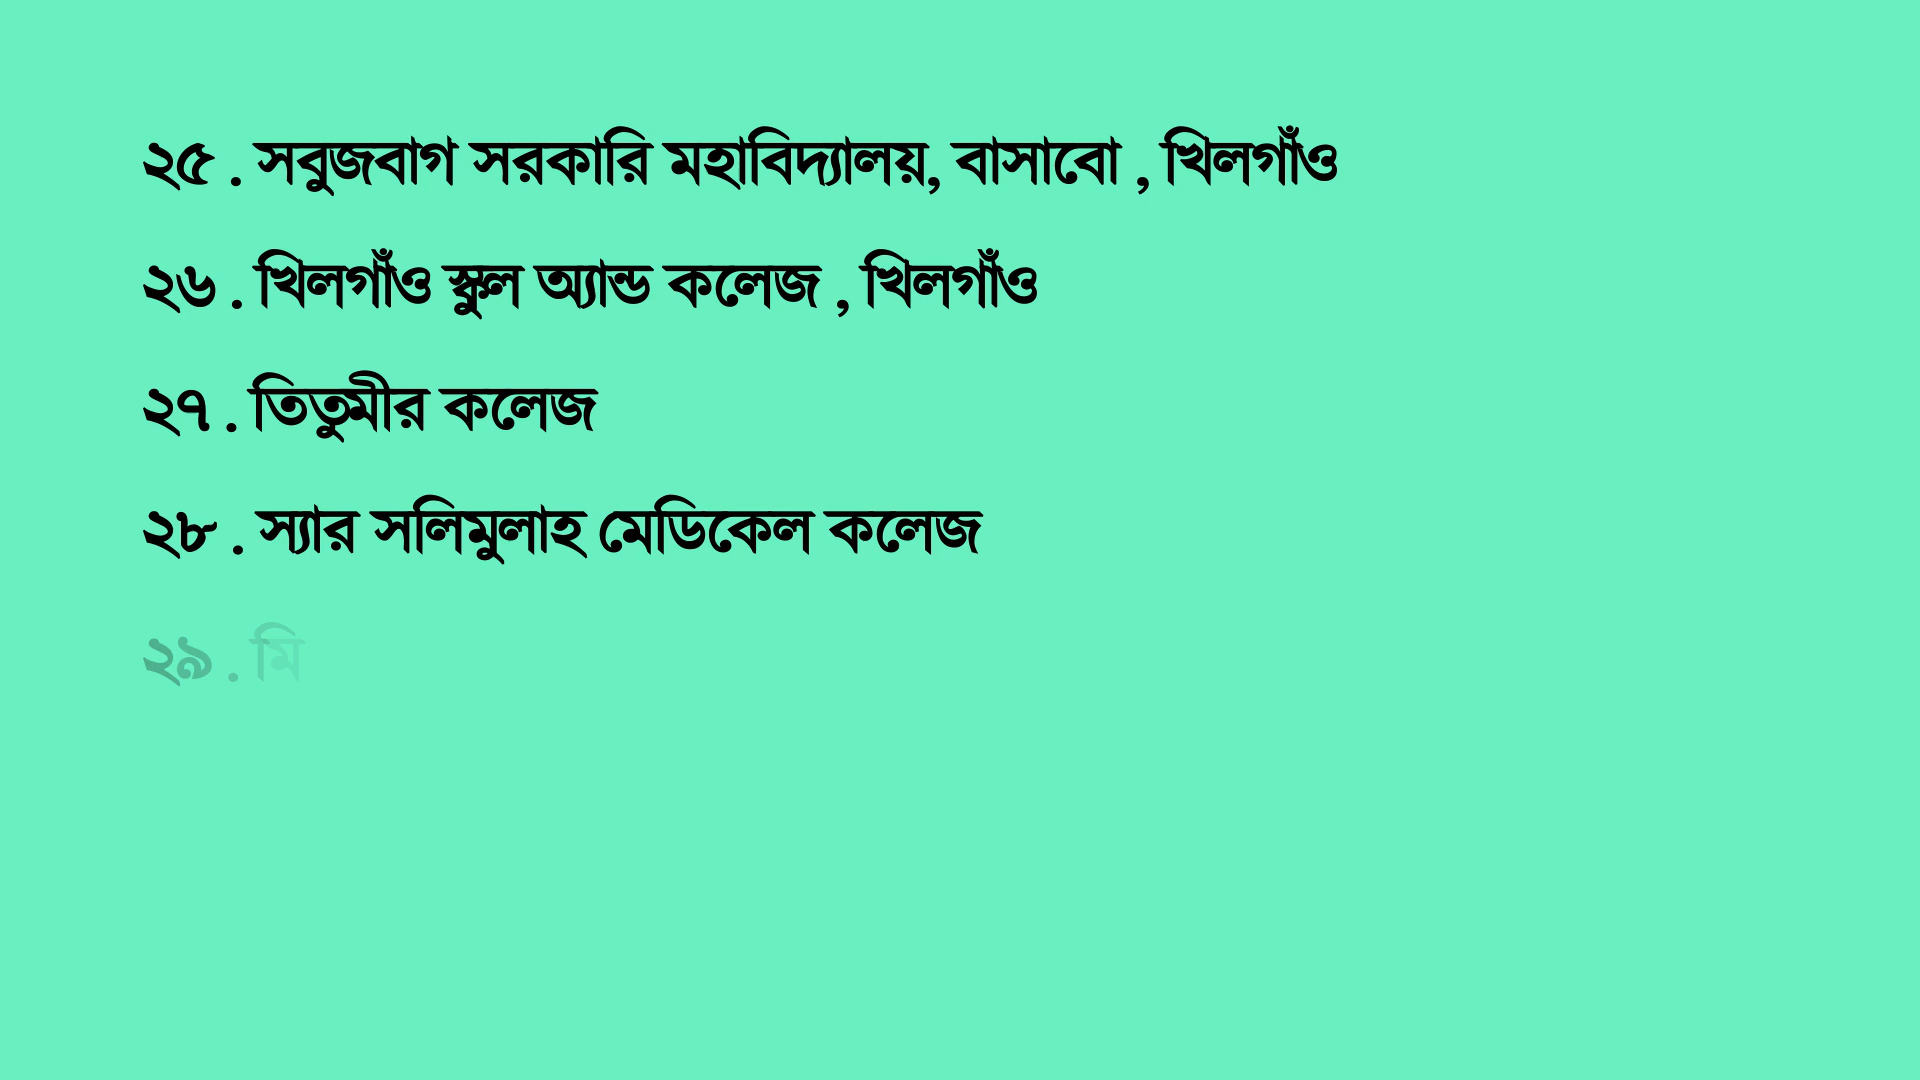 ২৫ . সবুজবাগ সরকারি মহাবিদ্যালয়, বাসাবো , খিলগাঁও
২৬ . খিলগাঁও স্কুল অ্যান্ড কলেজ , খিলগাঁও
২৭ . তিতুমীর কলেজ
২৮ . স্যার সলিমুলাহ মেডিকেল কলেজ
২৯ . মি